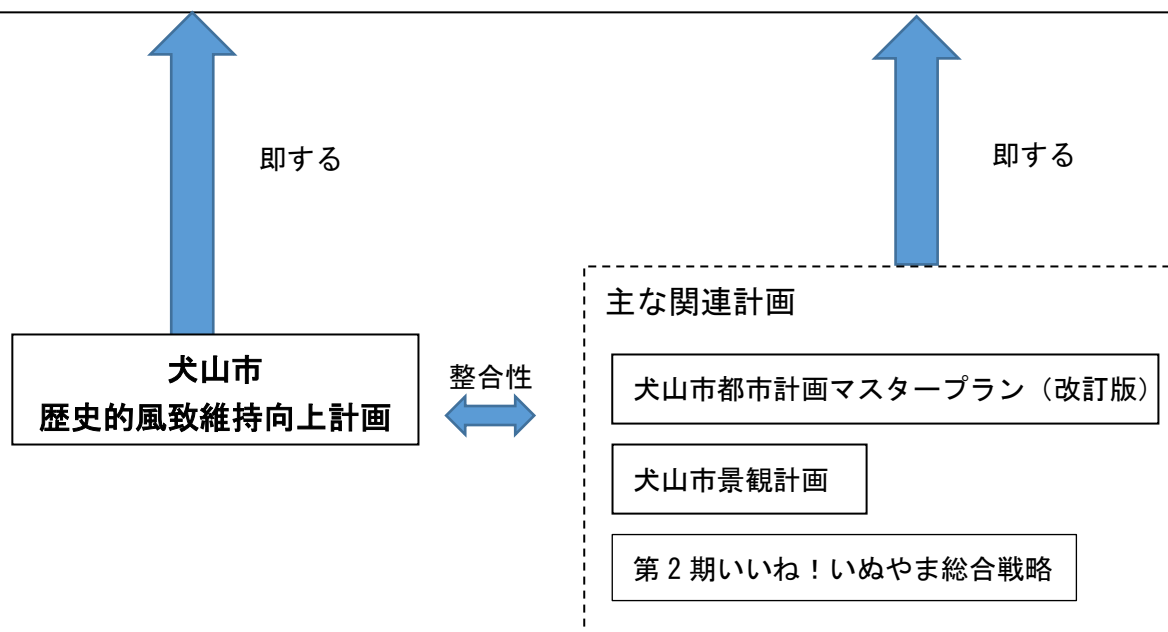 即する
即する
主な関連計画
犬山市
歴史的風致維持向上計画
整合性
犬山市都市計画マスタープラン（改訂版）
犬山市景観計画
第２期いいね！いぬやま総合戦略